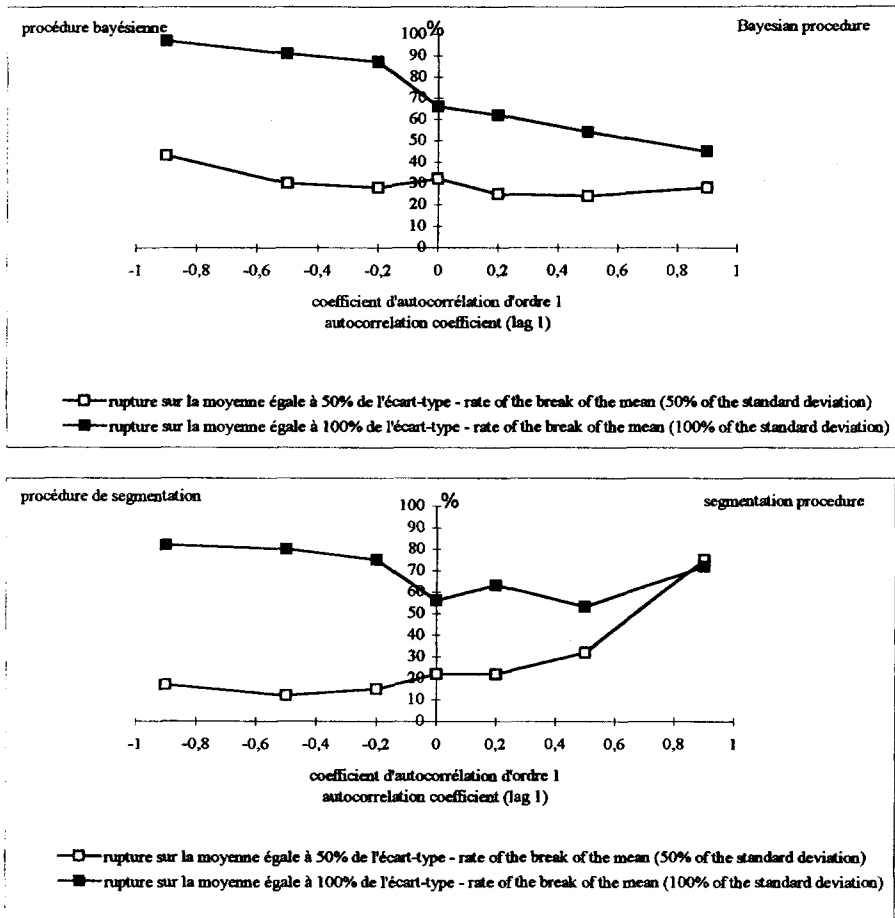 procédure bayésienne
%
Bayesian procedure
100
90
80
70
60
50
40
30
20
10
0
-1 -0,8 -0,6 -0,4 -0,2 0 0,2 0,4 0,6 0,8 1
coefficient d'autocorrélation d'ordre 1
autocorrelation coefficient (lag 1)
rupture sur la moyenne égale à 50% de l'écart-type - rate of the break of the mean (50% of the standard deviation)
rupture sur la moyenne égale à 100% de l'écart-type - rate of the break of the mean (100% of the standard deviation)
procédure de segmentation
%
segmentation procedure
100
90
80
70
60
50
40
30
20
10
0
-1 -0,8 -0,6 -0,4 -0,2 0 0,2 0,4 0,6 0,8 1
coefficient d'autocorrélation d'ordre 1
autocorrelation coefficient (lag 1)
rupture sur la moyenne égale à 50% de l'écart-type - rate of the break of the mean (50% of the standard deviation)
rupture sur la moyenne égale à 100% de l'écart-type - rate of the break of the mean (100% of the standard deviation)